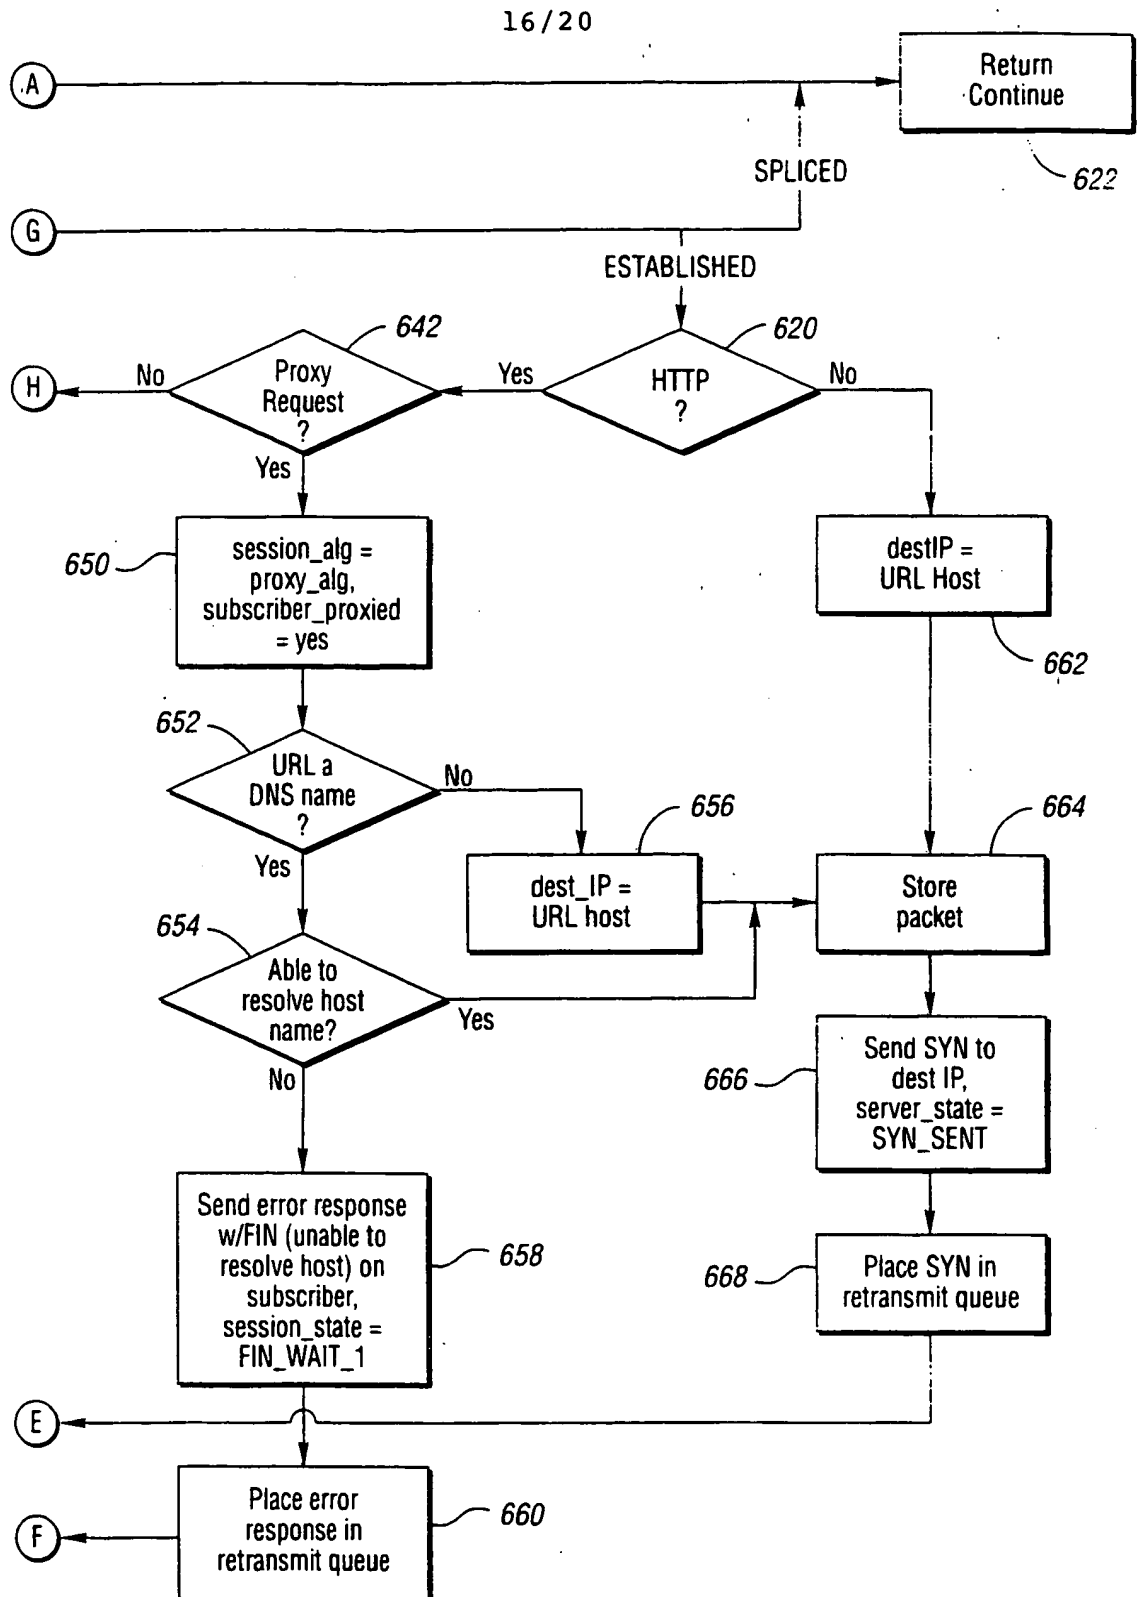 16/20
A
Return
Continue
622
SPLICED
G
ESTABLISHED
642
620
H
No
Proxy
Request
?
Yes
HTTP
?
No
Yes
650
session_alg =
proxy_alg,
subscriber_proxied
= yes
destIP =
URL Host
662
652
URL a
DNS name
?
No
Yes
656
664
dest_IP =
URL host
Store
packet
654
Able to
resolve host
name?
Yes
No
666
Send SYN to
dest IP,
server_state =
SYN_SENT
Send error response
w/FIN (unable to
resolve host) on
subscriber,
session_state =
FIN_WAIT_1
658
668
Place SYN in
retransmit queue
E
Place error
response in
retransmit queue
660
F